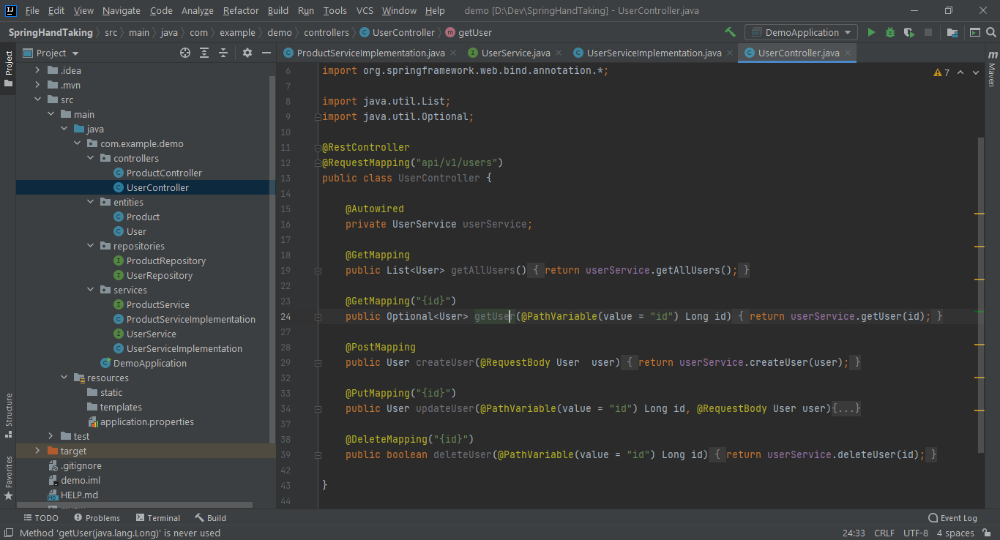 File Edit View Navigate Code Analyze Refactor Build Run Tools VCS Window Help demo [D:\Dev\SpringHandTaking] - UserController.java
SpringHandTaking src main java com example demo controllers UserController getUser DemoApplication
Project
ProductServiceImplementation.java UserService.java UserServiceImplementation.java UserController.java
Project
Structure
Favorites
.idea
.mvn
src
main
java
com.example.demo
controllers
ProductController
UserController
entities
Product
User
repositories
ProductRepository
UserRepository
services
ProductService
ProductServiceImplementation
UserService
UserServiceImplementation
DemoApplication
resources
static
templates
application.properties
test
target
.gitignore
demo.iml
HELP.md
6 import org.springframework.web.bind.annotation.*;
7
8 import java.util.List;
9 import java.util.Optional;
10
11 @RestController
12 @RequestMapping("api/v1/users")
13 public class UserController {
14
15 @Autowired
16 private UserService userService;
17
18 @GetMapping
19 public List<User> getAllUsers() { return userService.getAllUsers(); }
22
23 @GetMapping("{id}")
24 public Optional<User> getUser(@PathVariable(value = "id") Long id) { return userService.getUser(id); }
27
28 @PostMapping
29 public User createUser(@RequestBody User  user) { return userService.createUser(user); }
32
33 @PutMapping("{id}")
34 public User updateUser(@PathVariable(value = "id") Long id, @RequestBody User user){...}
37
38 @DeleteMapping("{id}")
39 public boolean deleteUser(@PathVariable(value = "id") Long id) { return userService.deleteUser(id); }
42
43 }
44
7
m
Maven
TODO Problems Terminal Build Event Log
Method 'getUser(java.lang.Long)' is never used 24:33 CRLF UTF-8 4 spaces